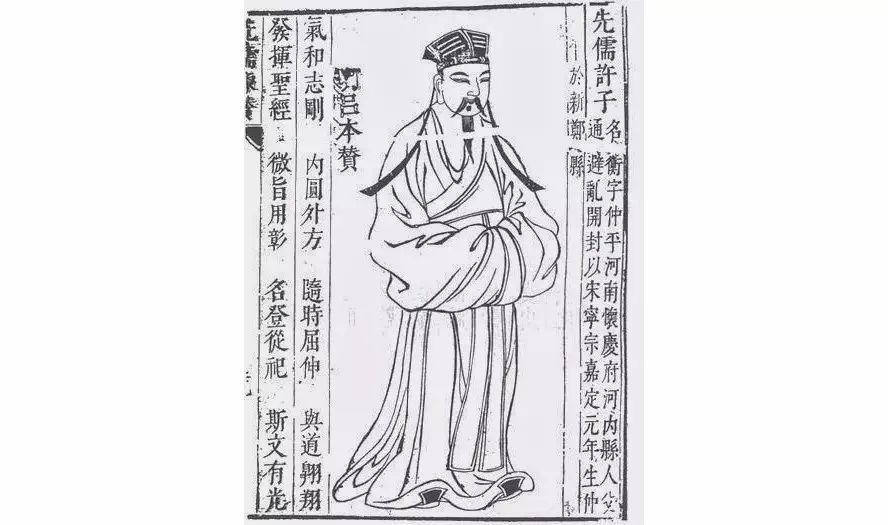 先儒許子
名衡字仲平河南懷慶府河內縣人父
通避亂開封以宋寧宗嘉定元年生仲
於新鄭縣
呂本贊
氣和志剛 內圓外方 隨時屈伸 與道翱翔
發揮聖經 微旨用彰 名登從祀 斯文有光